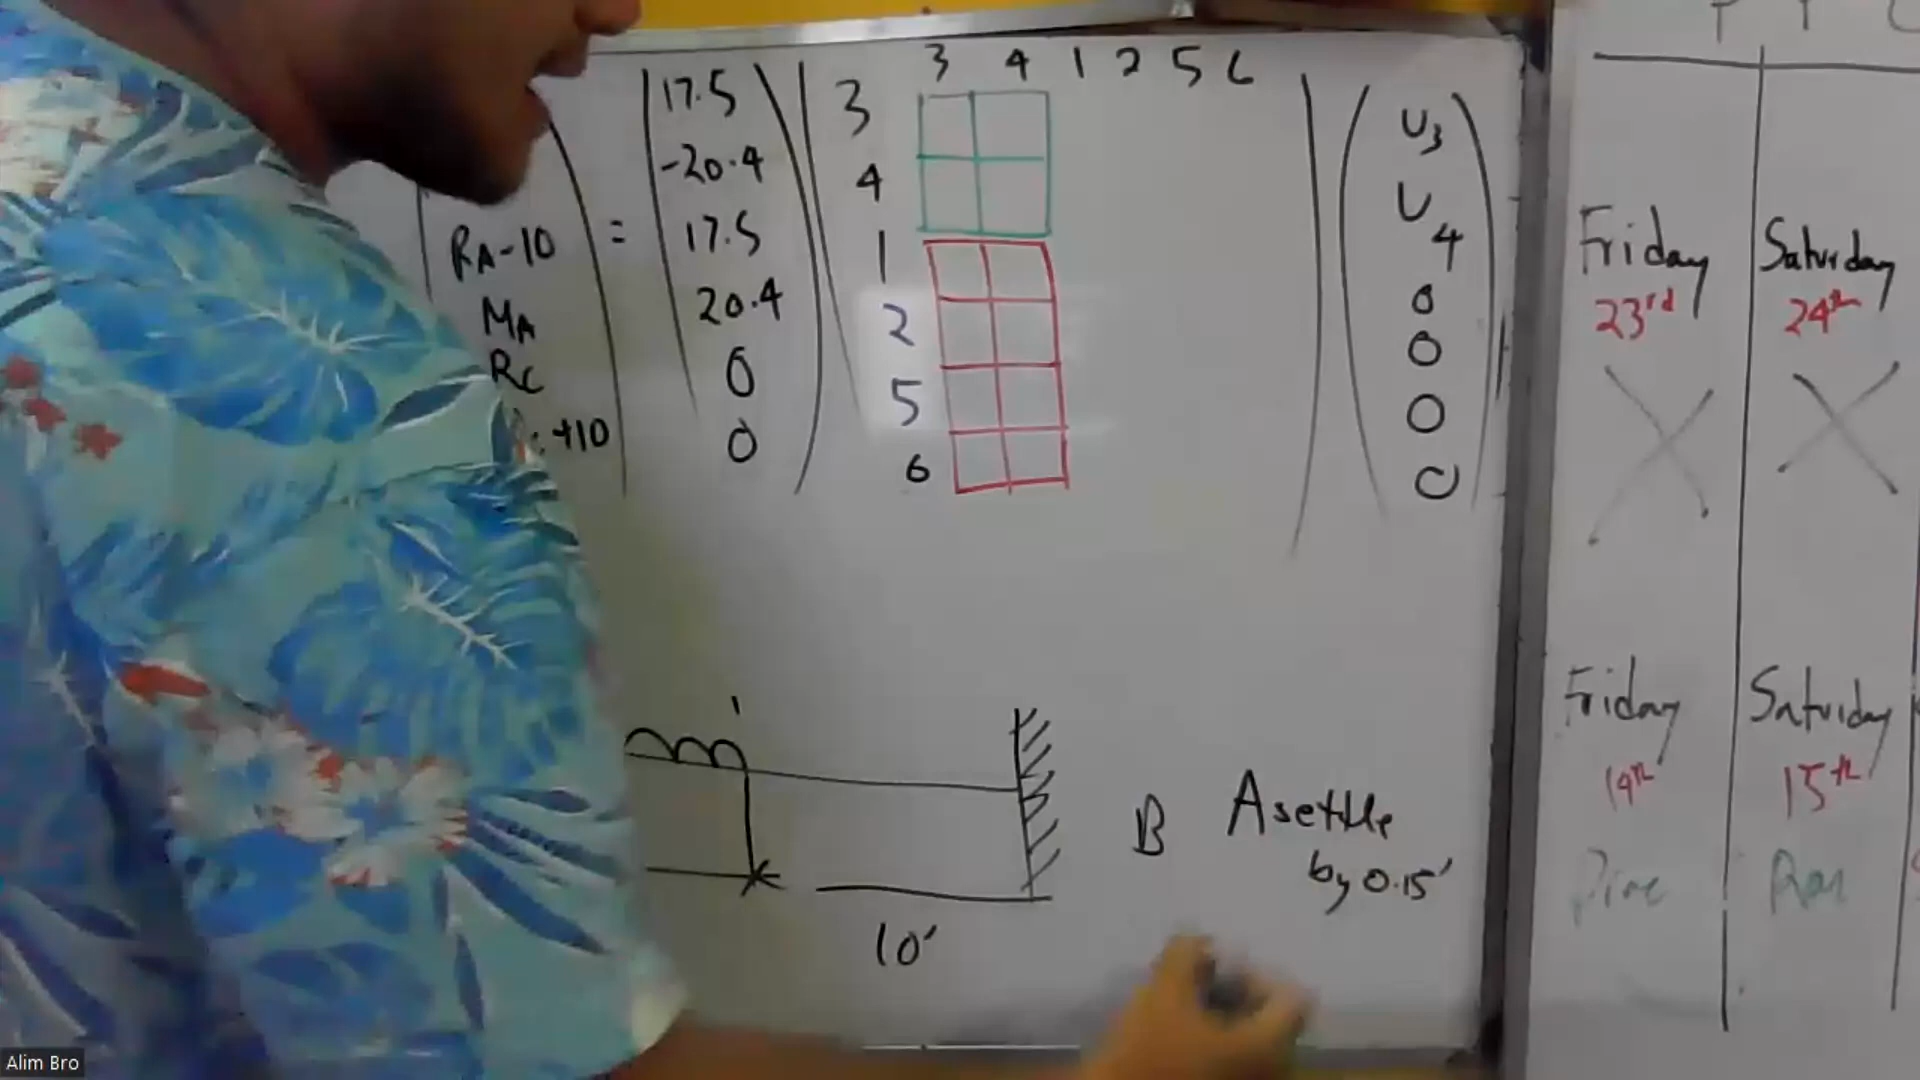 3 4 1 2 5 6
3
4
1
2
5
6
17.5
-20.4
17.5
20.4
0
0
RA-10
MA
RC
+10
=
U3
U4
0
0
0
0
10'
B
A settle
by 0.15'
Friday
23rd
Saturday
24th
Friday
Saturday
15th
Alim Bro